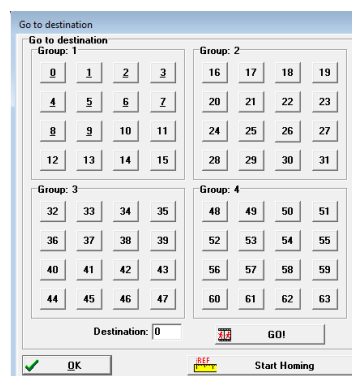 Go to destination
Go to destination
Group: 1
0 1 2 3
4 5 6 7
8 9 10 11
12 13 14 15
Group: 2
16 17 18 19
20 21 22 23
24 25 26 27
28 29 30 31
Group: 3
32 33 34 35
36 37 38 39
40 41 42 43
44 45 46 47
Group: 4
48 49 50 51
52 53 54 55
56 57 58 59
60 61 62 63
Destination: 0
GO!
OK
REF
Start Homing